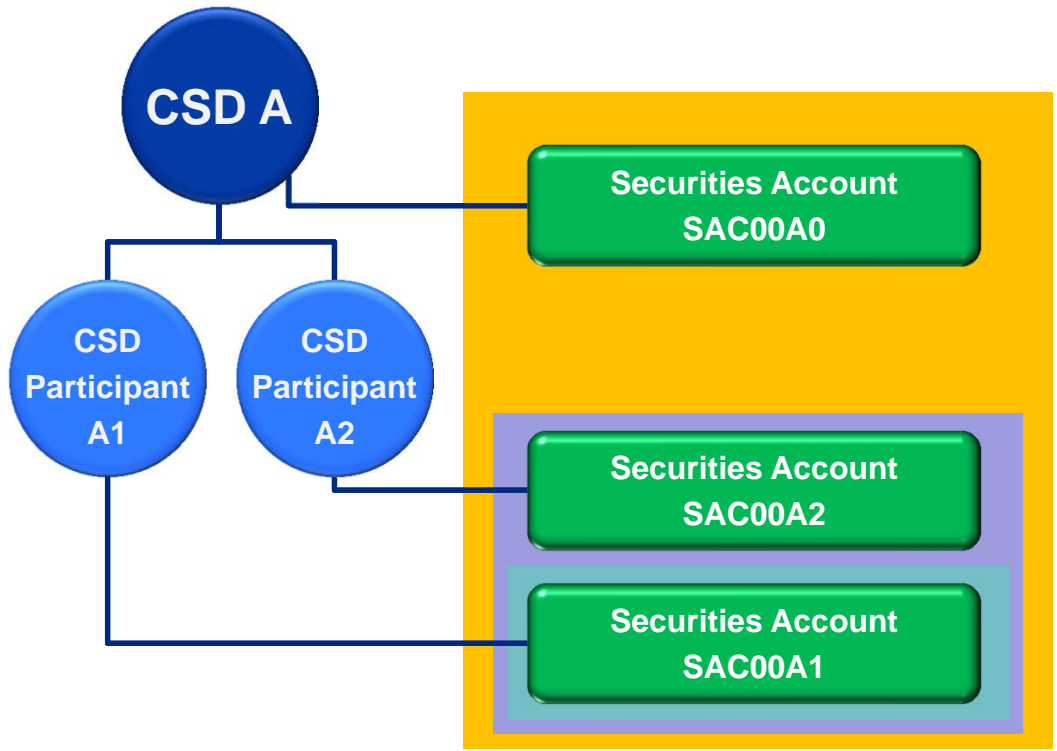 CSD A
Securities Account
SAC00A0
CSD
Participant
A1
CSD
Participant
A2
Securities Account
SAC00A2
Securities Account
SAC00A1